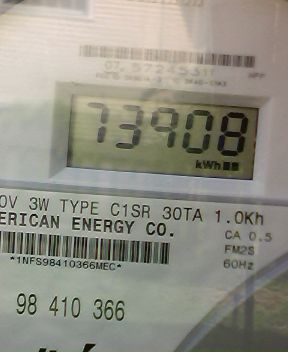 73908
kWh
0V 3W TYPE C1SR 30TA 1.0Kh
ERICAN ENERGY CO.
CA 0.5
FM2S
60Hz
*1NFS98410366MEC*
98 410 366